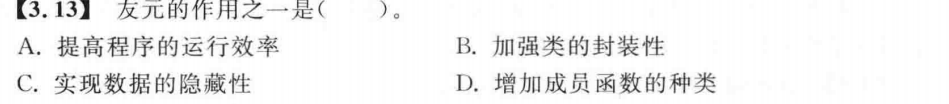 【3.13】 友元的作用之一是(　　)。
A. 提高程序的运行效率　　B. 加强类的封装性
C. 实现数据的隐藏性　　D. 增加成员函数的种类